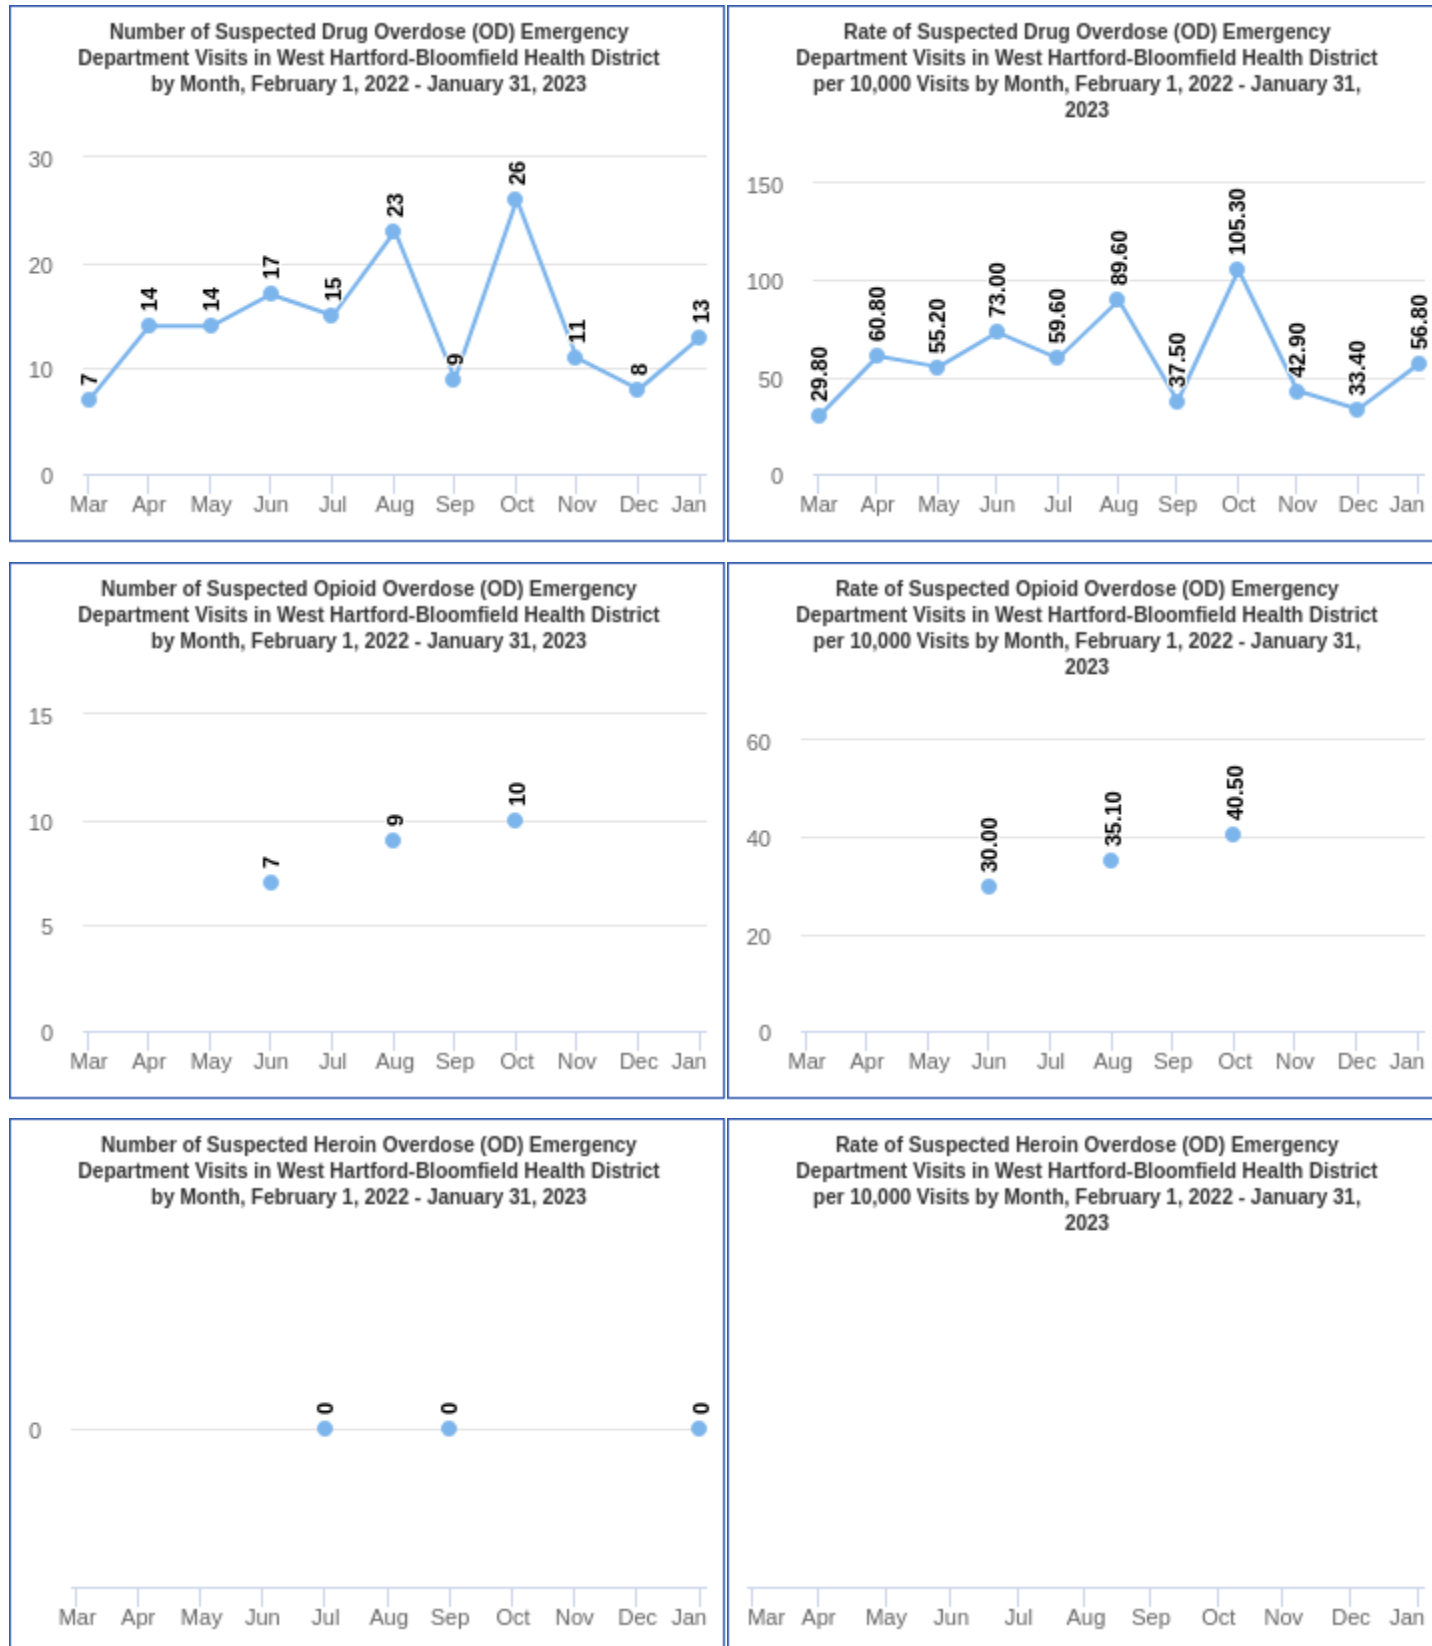 Number of Suspected Drug Overdose (OD) Emergency
Department Visits in West Hartford-Bloomfield Health District
by Month, February 1, 2022 - January 31, 2023
30
20
10
0
7
14
14
17
15
23
9
26
11
8
13
Mar Apr May Jun Jul Aug Sep Oct Nov Dec Jan
Rate of Suspected Drug Overdose (OD) Emergency
Department Visits in West Hartford-Bloomfield Health District
per 10,000 Visits by Month, February 1, 2022 - January 31,
2023
150
100
50
0
29.80
60.80
55.20
73.00
59.60
89.60
37.50
105.30
42.90
33.40
56.80
Mar Apr May Jun Jul Aug Sep Oct Nov Dec Jan
Number of Suspected Opioid Overdose (OD) Emergency
Department Visits in West Hartford-Bloomfield Health District
by Month, February 1, 2022 - January 31, 2023
15
10
5
0
7
9
10
Mar Apr May Jun Jul Aug Sep Oct Nov Dec Jan
Rate of Suspected Opioid Overdose (OD) Emergency
Department Visits in West Hartford-Bloomfield Health District
per 10,000 Visits by Month, February 1, 2022 - January 31,
2023
60
40
20
0
30.00
35.10
40.50
Mar Apr May Jun Jul Aug Sep Oct Nov Dec Jan
Number of Suspected Heroin Overdose (OD) Emergency
Department Visits in West Hartford-Bloomfield Health District
by Month, February 1, 2022 - January 31, 2023
0
0
0
0
Mar Apr May Jun Jul Aug Sep Oct Nov Dec Jan
Rate of Suspected Heroin Overdose (OD) Emergency
Department Visits in West Hartford-Bloomfield Health District
per 10,000 Visits by Month, February 1, 2022 - January 31,
2023
Mar Apr May Jun Jul Aug Sep Oct Nov Dec Jan